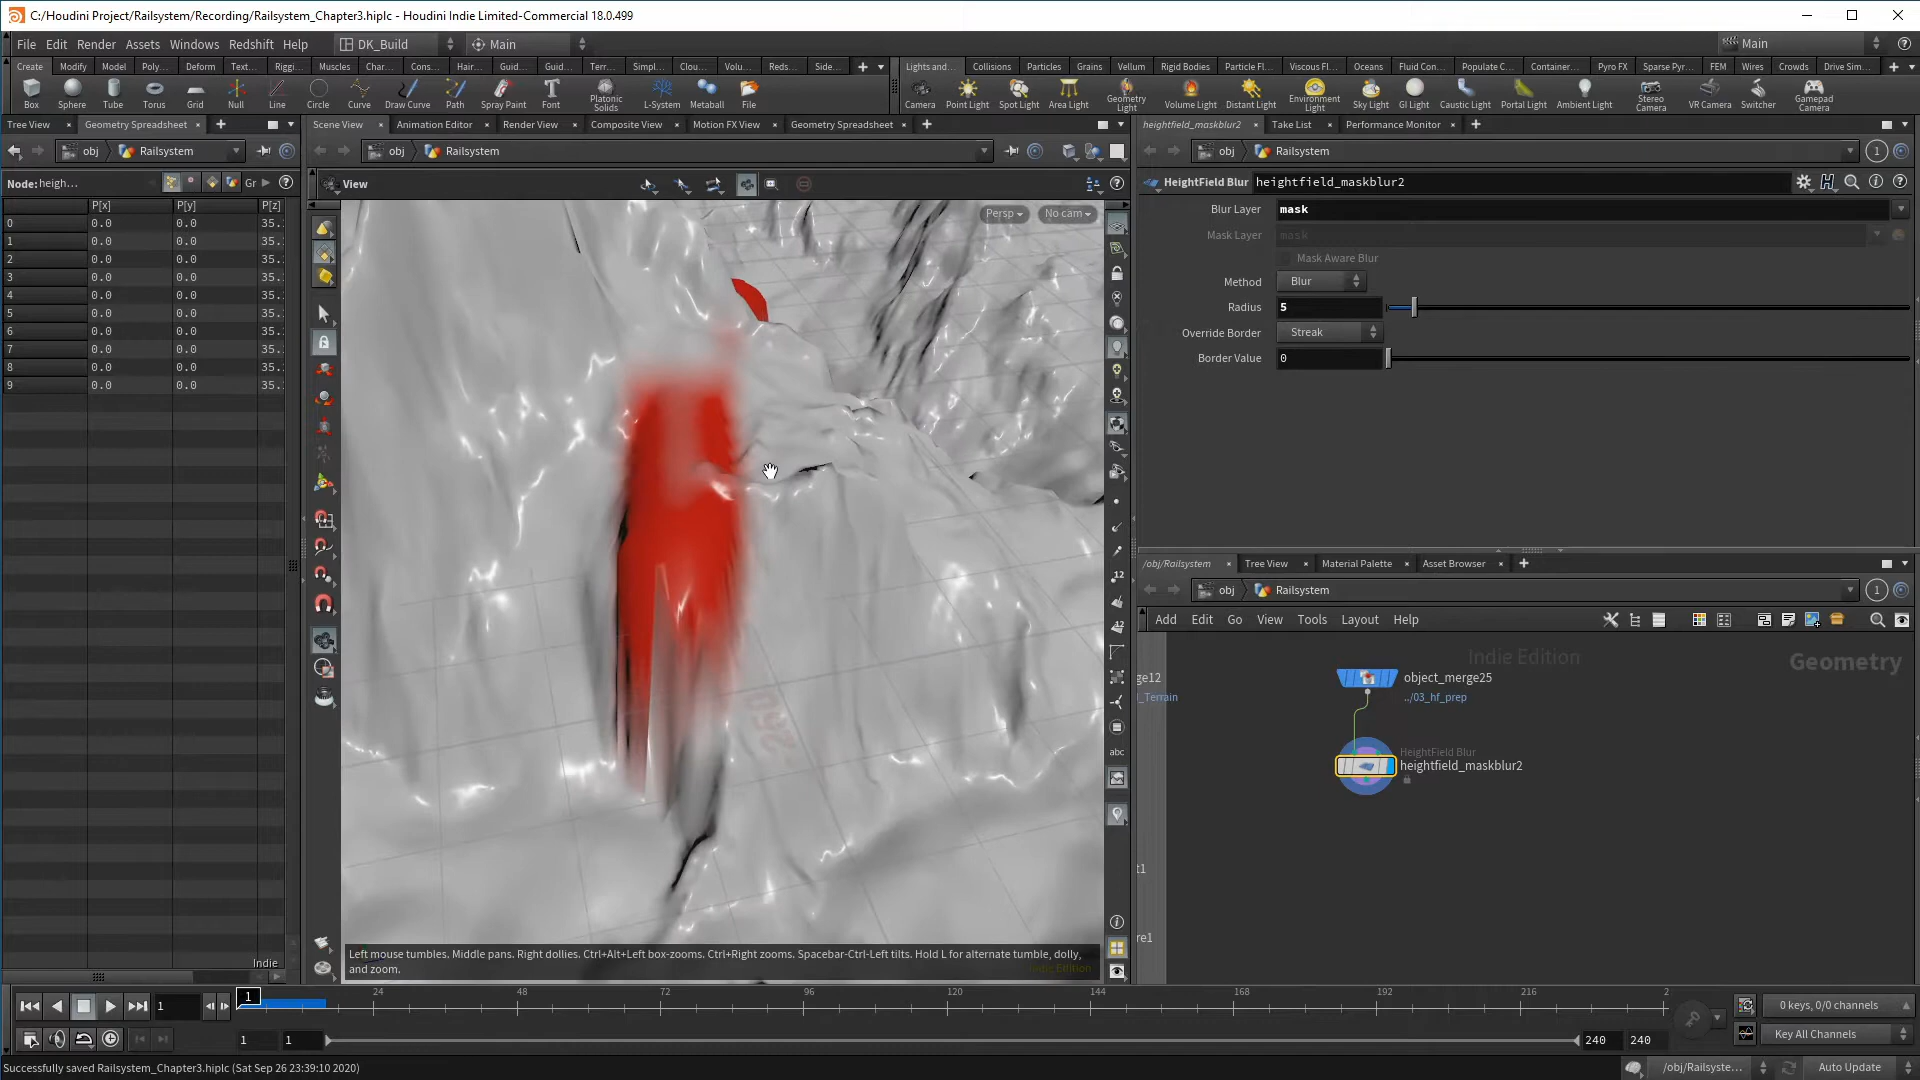 C:/Houdini Project/Railsystem/Recording/Railsystem_Chapter3.hiplc - Houdini Indie Limited-Commercial 18.0.499
File Edit Render Assets Windows Redshift Help DK_Build Main Main
Create Modify Model Poly... Deform Text... Riggi... Muscles Char... Cons... Hair... Guid... Guid... Terr... Simpl... Clou... Volu... Reds... Side...
Lights and... Collisions Particles Grains Vellum Rigid Bodies Particle Fl... Viscous Fl... Oceans Fluid Con... Populate C... Container... Pyro FX Sparse Pyr... FEM Wires Crowds Drive Sim...
Box Sphere Tube Torus Grid Null Line Circle Curve Draw Curve Path Spray Paint Font Platonic Solids L-System Metaball File
Camera Point Light Spot Light Area Light Geometry Light Volume Light Distant Light Environment Light Sky Light GI Light Caustic Light Portal Light Ambient Light Stereo Camera VR Camera Switcher Gamepad Camera
Tree View Geometry Spreadsheet
Scene View Animation Editor Render View Composite View Motion FX View Geometry Spreadsheet
heightfield_maskblur2 Take List Performance Monitor
obj Railsystem
obj Railsystem
obj Railsystem 1
Node: heigh... Gr
View
HeightField Blur heightfield_maskblur2
P[x] P[y] P[z]
0 0.0 0.0 35.
1 0.0 0.0 35.
2 0.0 0.0 35.
3 0.0 0.0 35.
4 0.0 0.0 35.
5 0.0 0.0 35.
6 0.0 0.0 35.
7 0.0 0.0 35.
8 0.0 0.0 35.
9 0.0 0.0 35.
Indie
Persp No cam
Blur Layer mask
Mask Layer mask
Mask Aware Blur
Method Blur
Radius 5
Override Border Streak
Border Value 0
12
12
abc
Left mouse tumbles. Middle pans. Right dollies. Ctrl+Alt+Left box-zooms. Ctrl+Right zooms. Spacebar-Ctrl-Left tilts. Hold L for alternate tumble, dolly,
and zoom.
Indie Edition
/obj/Railsystem Tree View Material Palette Asset Browser
obj Railsystem 1
Add Edit Go View Tools Layout Help
Indie Edition
Geometry
ge12
_Terrain
object_merge25
../03_hf_prep
HeightField Blur
heightfield_maskblur2
t1
re1
1 1 24 48 72 96 120 144 168 192 216 2
0 keys, 0/0 channels
1 1 240 240
Key All Channels
Successfully saved Railsystem_Chapter3.hiplc (Sat Sep 26 23:39:10 2020)
/obj/Railsyste... Auto Update